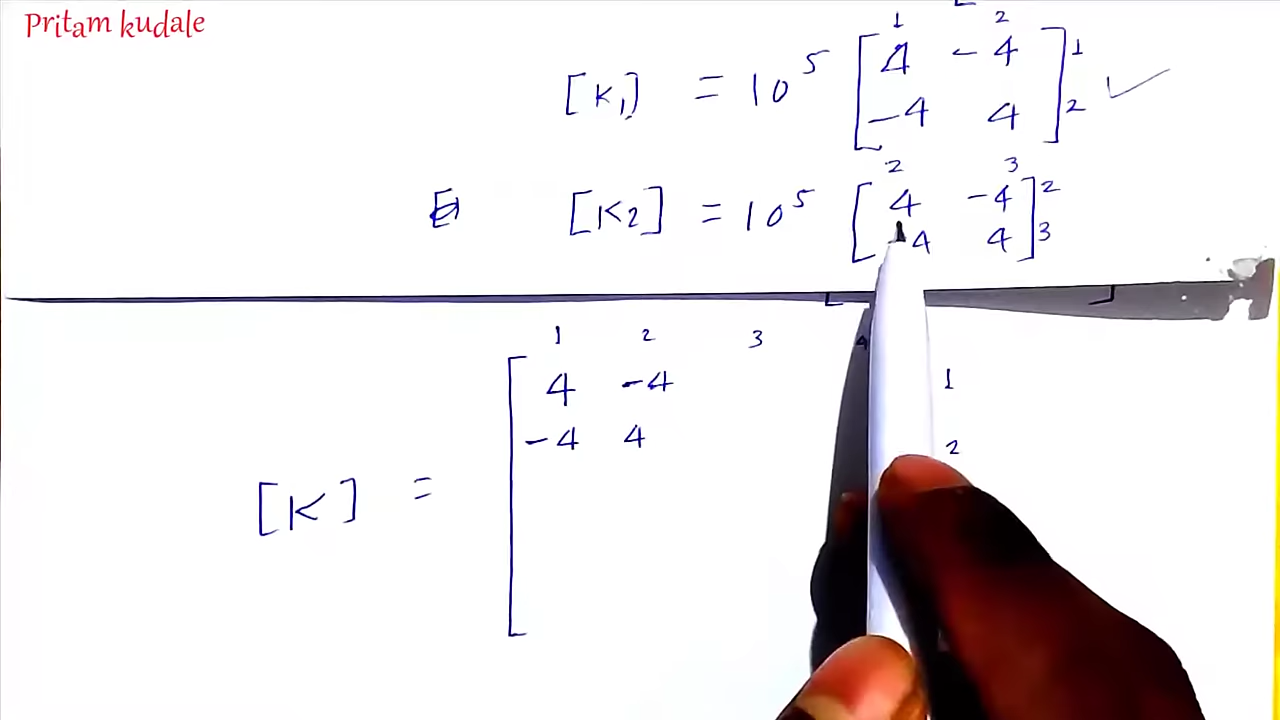 Pritam kudale
1 2
[K1] = 10^5 [4 -4] 1
[-4 4] 2 ✓
2 3
[K2] = 10^5 [4 -4] 2
[-4 4] 3
1 2 3 4
[4 -4 1
-4 4 2
[K] =